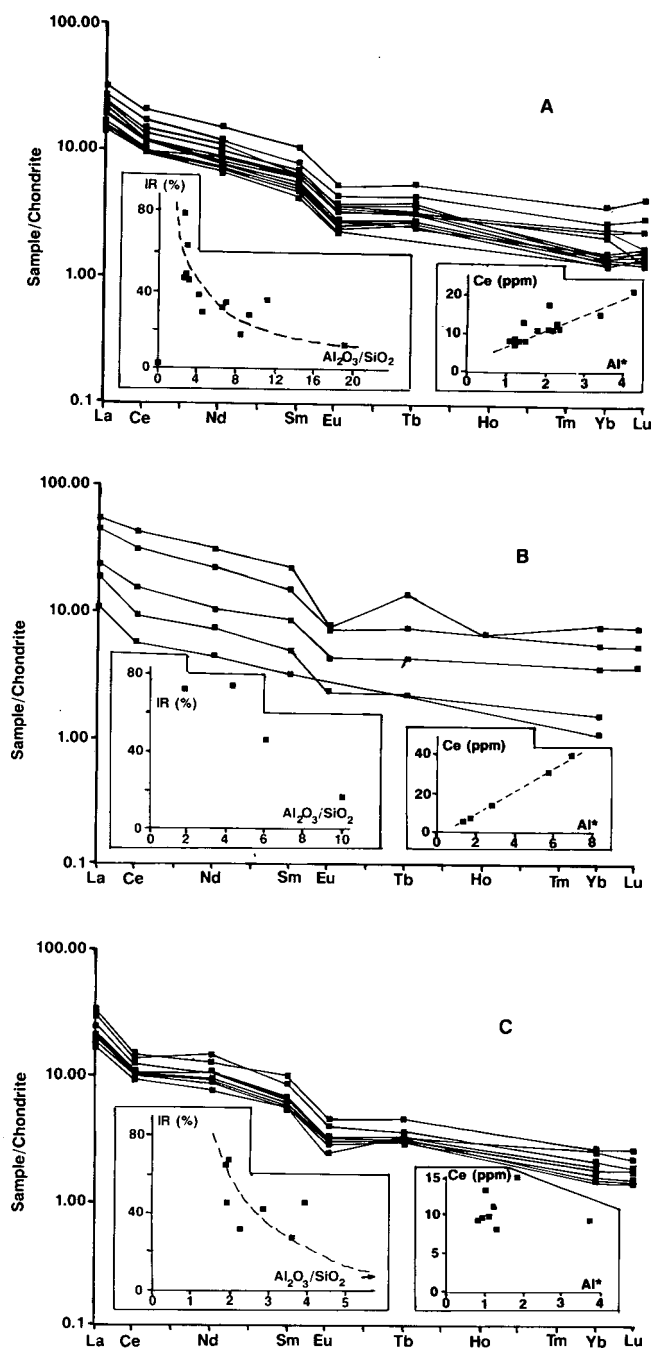 100.00
A
10.00
1.00
0.1
Sample/Chondrite
IR (%)
80
40
0
0 4 8 12 16 20
Al₂O₃/SiO₂
Ce (ppm)
20
10
0
0 1 2 3 4
Al*
La Ce Nd Sm Eu Tb Ho Tm Yb Lu
100.00
B
10.00
1.00
0.1
Sample/Chondrite
80
IR (%)
40
0
0 2 4 6 8 10
Al₂O₃/SiO₂
Ce (ppm)
40
20
0
0 2 4 6 8
Al*
La Ce Nd Sm Eu Tb Ho Tm Yb Lu
100.00
C
10.00
1.00
0.1
Sample/Chondrite
IR (%)
80
40
0
0 1 2 3 4 5
Al₂O₃/SiO₂
15
Ce (ppm)
10
5
0
0 1 2 3 4
Al*
La Ce Nd Sm Eu Tb Ho Tm Yb Lu